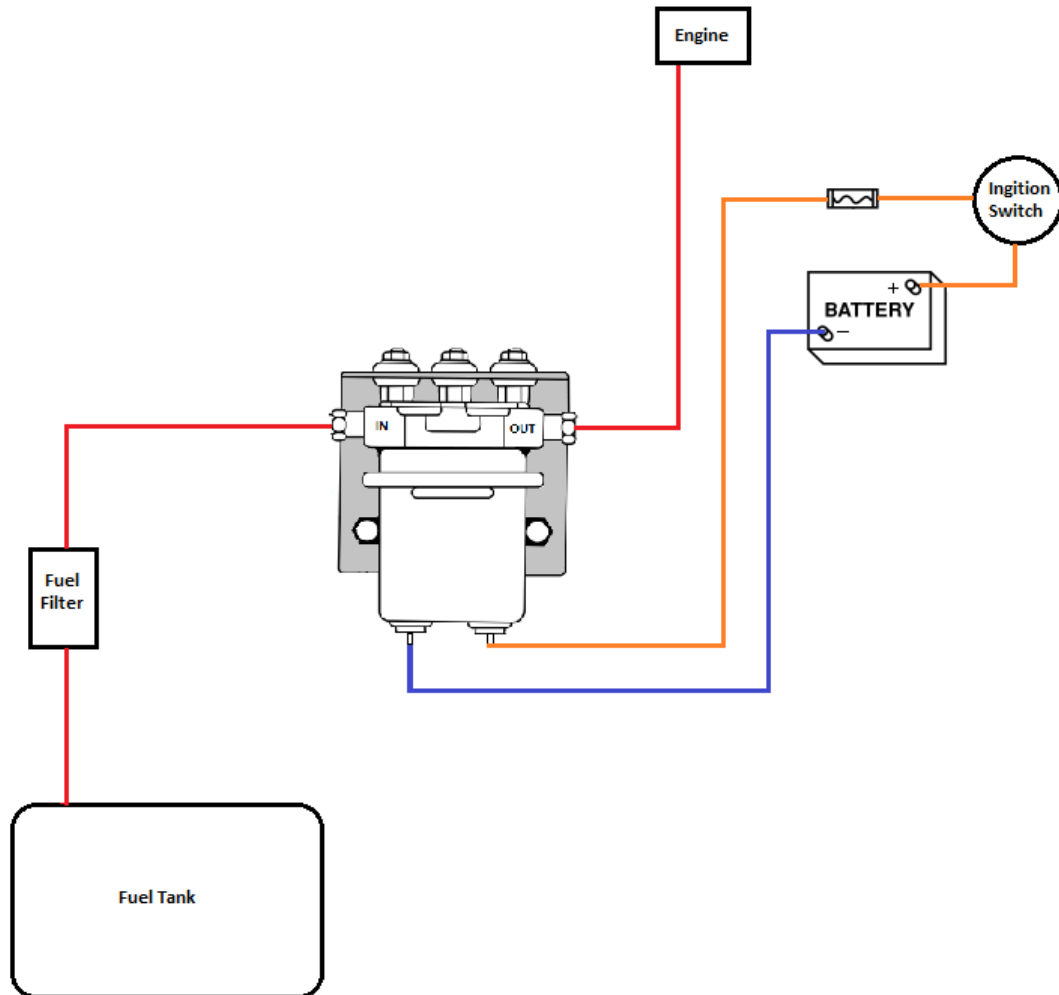 Engine
Ingition
Switch
+
BATTERY
−
IN
OUT
Fuel
Filter
Fuel Tank